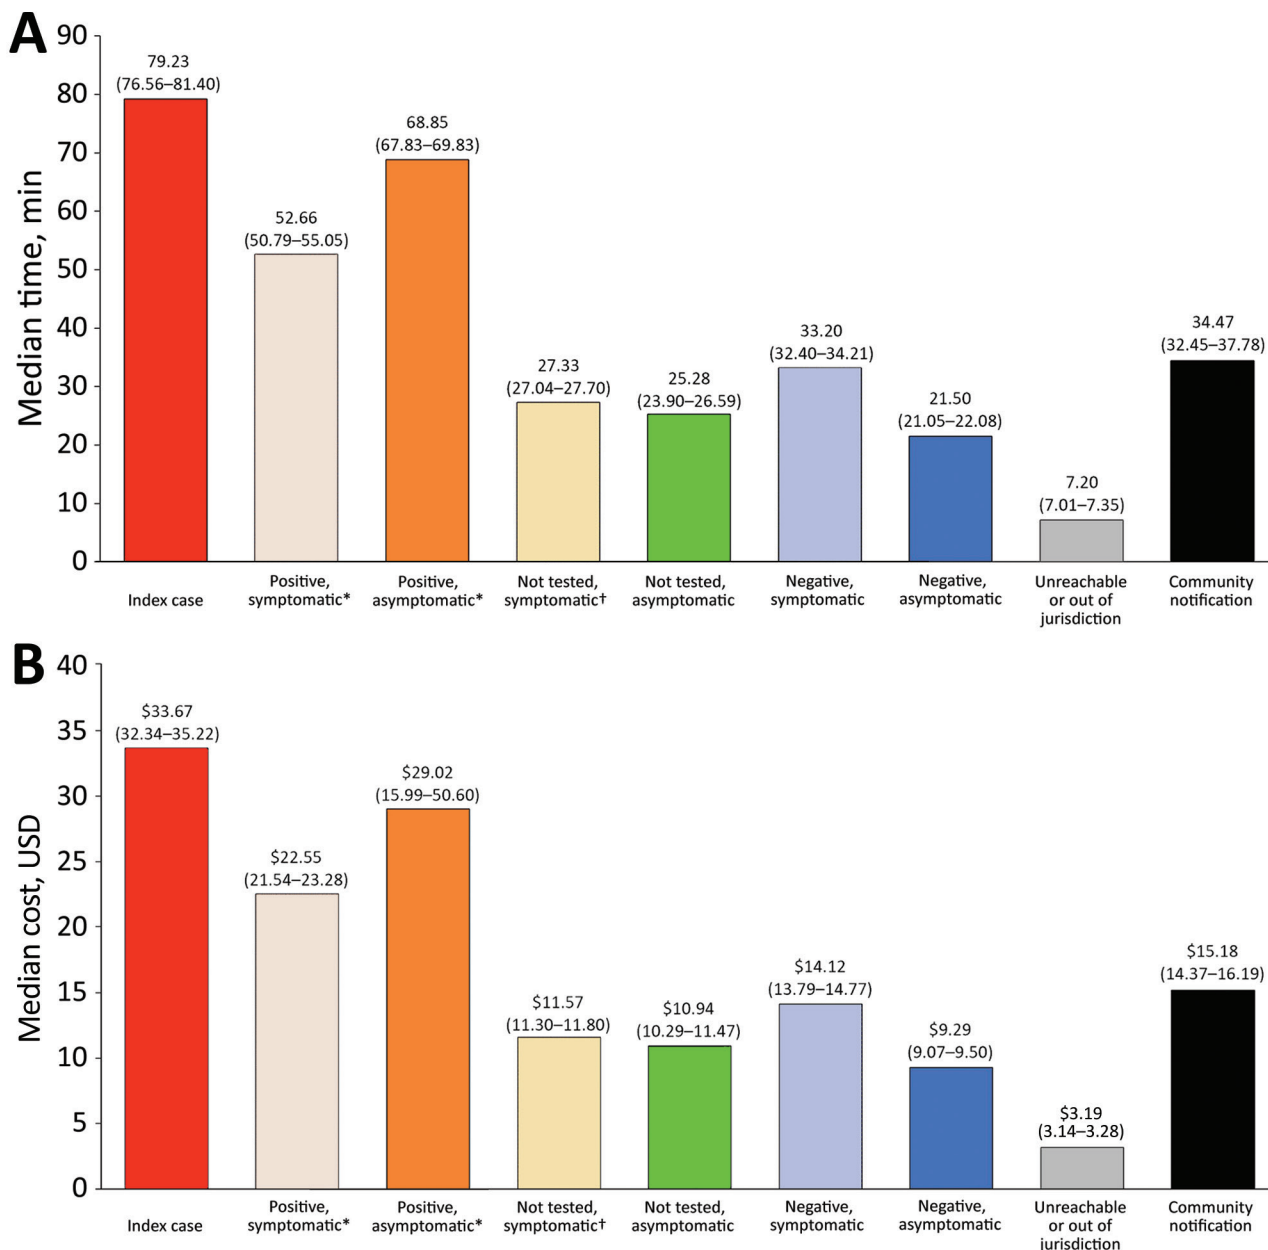 A
Median time, min
90
80
70
60
50
40
30
20
10
0
79.23
(76.56–81.40)
52.66
(50.79–55.05)
68.85
(67.83–69.83)
27.33
(27.04–27.70)
25.28
(23.90–26.59)
33.20
(32.40–34.21)
21.50
(21.05–22.08)
7.20
(7.01–7.35)
34.47
(32.45–37.78)
Index case
Positive,
symptomatic*
Positive,
asymptomatic*
Not tested,
symptomatic†
Not tested,
asymptomatic
Negative,
symptomatic
Negative,
asymptomatic
Unreachable
or out of
jurisdiction
Community
notification
B
Median cost, USD
40
35
30
25
20
15
10
5
0
$33.67
(32.34–35.22)
$22.55
(21.54–23.28)
$29.02
(15.99–50.60)
$11.57
(11.30–11.80)
$10.94
(10.29–11.47)
$14.12
(13.79–14.77)
$9.29
(9.07–9.50)
$3.19
(3.14–3.28)
$15.18
(14.37–16.19)
Index case
Positive,
symptomatic*
Positive,
asymptomatic*
Not tested,
symptomatic†
Not tested,
asymptomatic
Negative,
symptomatic
Negative,
asymptomatic
Unreachable
or out of
jurisdiction
Community
notification